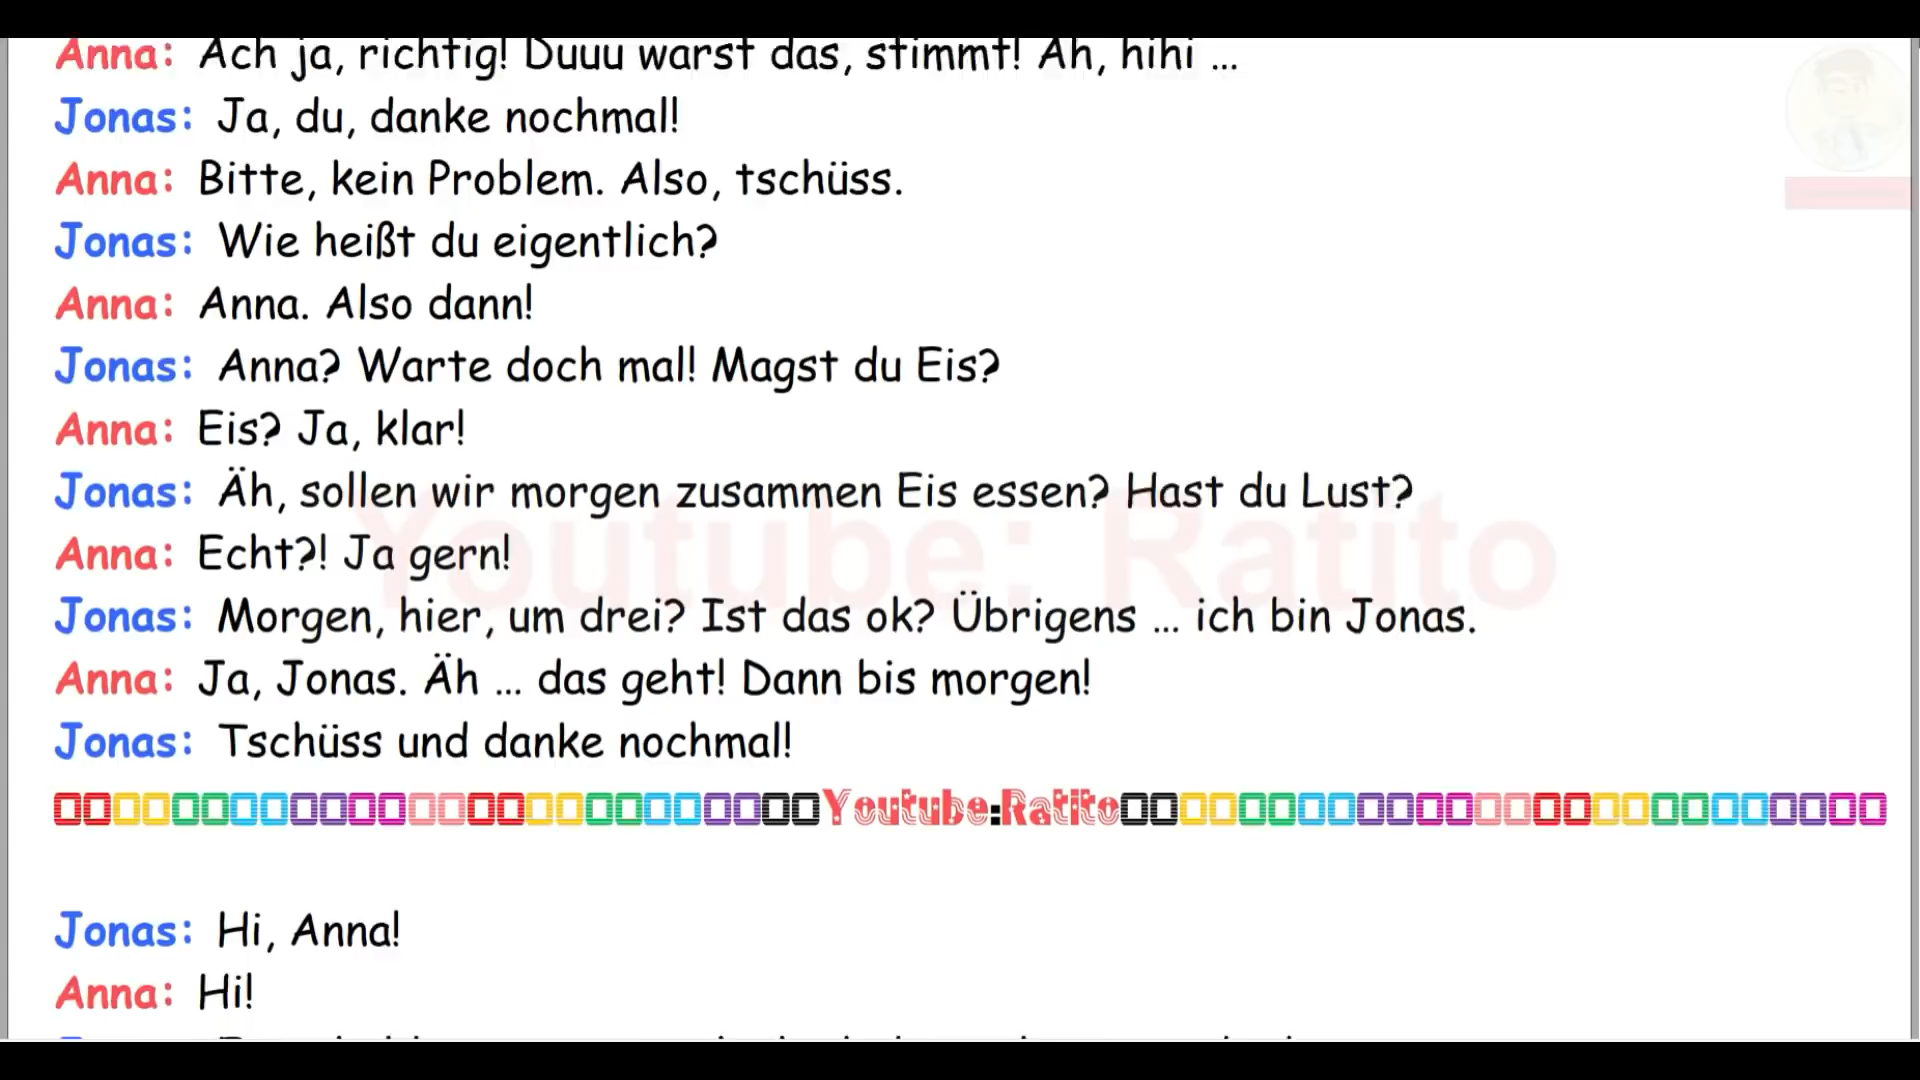 Anna: Ach ja, richtig! Duuu warst das, stimmt! Ah, hihi ...
Jonas: Ja, du, danke nochmal!
Anna: Bitte, kein Problem. Also, tschüss.
Jonas: Wie heißt du eigentlich?
Anna: Anna. Also dann!
Jonas: Anna? Warte doch mal! Magst du Eis?
Anna: Eis? Ja, klar!
Jonas: Äh, sollen wir morgen zusammen Eis essen? Hast du Lust?
Anna: Echt?! Ja gern!
Jonas: Morgen, hier, um drei? Ist das ok? Übrigens ... ich bin Jonas.
Anna: Ja, Jonas. Äh ... das geht! Dann bis morgen!
Jonas: Tschüss und danke nochmal!
Youtube: Ratito
Youtube:Ratito
Jonas: Hi, Anna!
Anna: Hi!